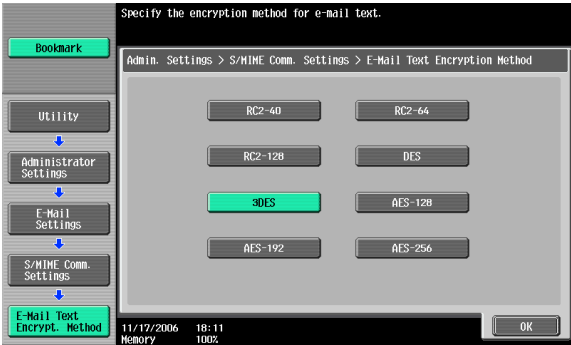 Specify the encryption method for e-mail text.
Bookmark
Admin. Settings > S/MIME Comm. Settings > E-Mail Text Encryption Method
Utility
Administrator
Settings
E-Mail
Settings
S/MIME Comm.
Settings
E-Mail Text
Encrypt. Method
RC2-40
RC2-64
RC2-128
DES
3DES
AES-128
AES-192
AES-256
11/17/2006 18:11
Memory 100%
OK